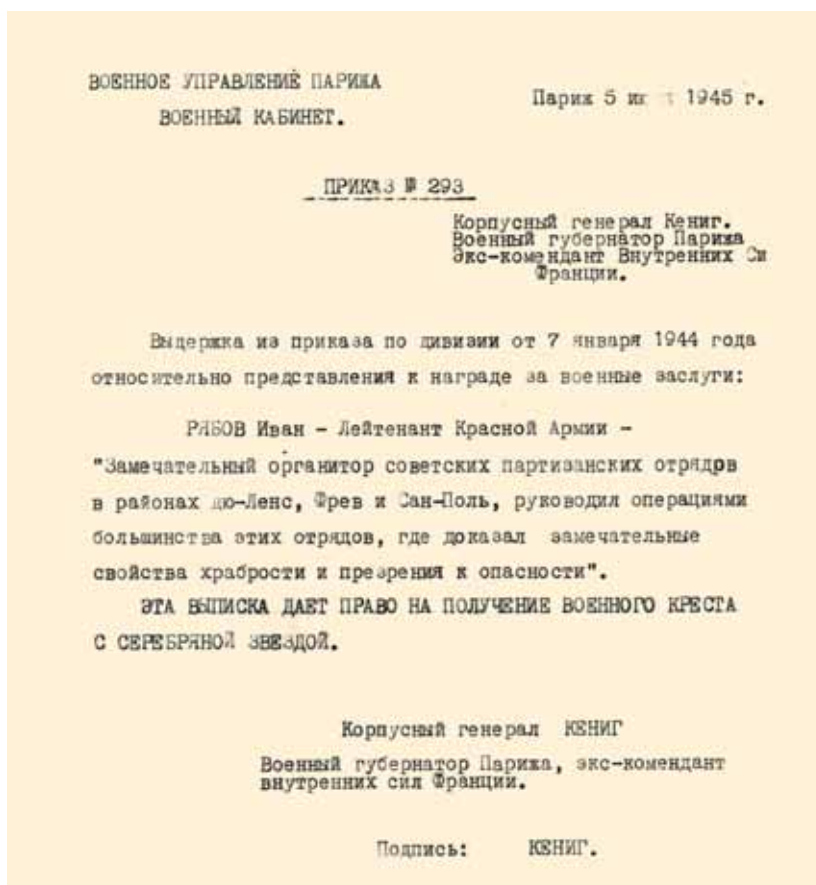 ВОЕННОЕ УПРАВЛЕНИЕ ПАРИЖА
Париж 5 1945 г.
ВОЕННЫЙ КАБИНЕТ.
ПРИКАЗ № 293
Корпусный генерал Кениг.
Военный губернатор Парижа
Экс-комендант Внутренних Си
Франции.
Выдержка из приказа по дивизии от 7 января 1944 года
относительно представления к награде за военные заслуги:
РЯБОВ Иван - Лейтенант Красной Армии -
"Замечательный органитор советских партизанских отрядов
в районах дю-Ленс, Фрев и Сан-Поль, руководил операциями
большинства этих отрядов, где доказал замечательные
свойства храбрости и презрения к опасности".
ЭТА ВЫПИСКА ДАЕТ ПРАВО НА ПОЛУЧЕНИЕ ВОЕННОГО КРЕСТА
С СЕРЕБРЯНОЙ ЗВЕЗДОЙ.
Корпусный генерал КЕНИГ
Военный губернатор Парижа, экс-комендант
внутренних сил Франции.
Подпись: КЕНИГ.